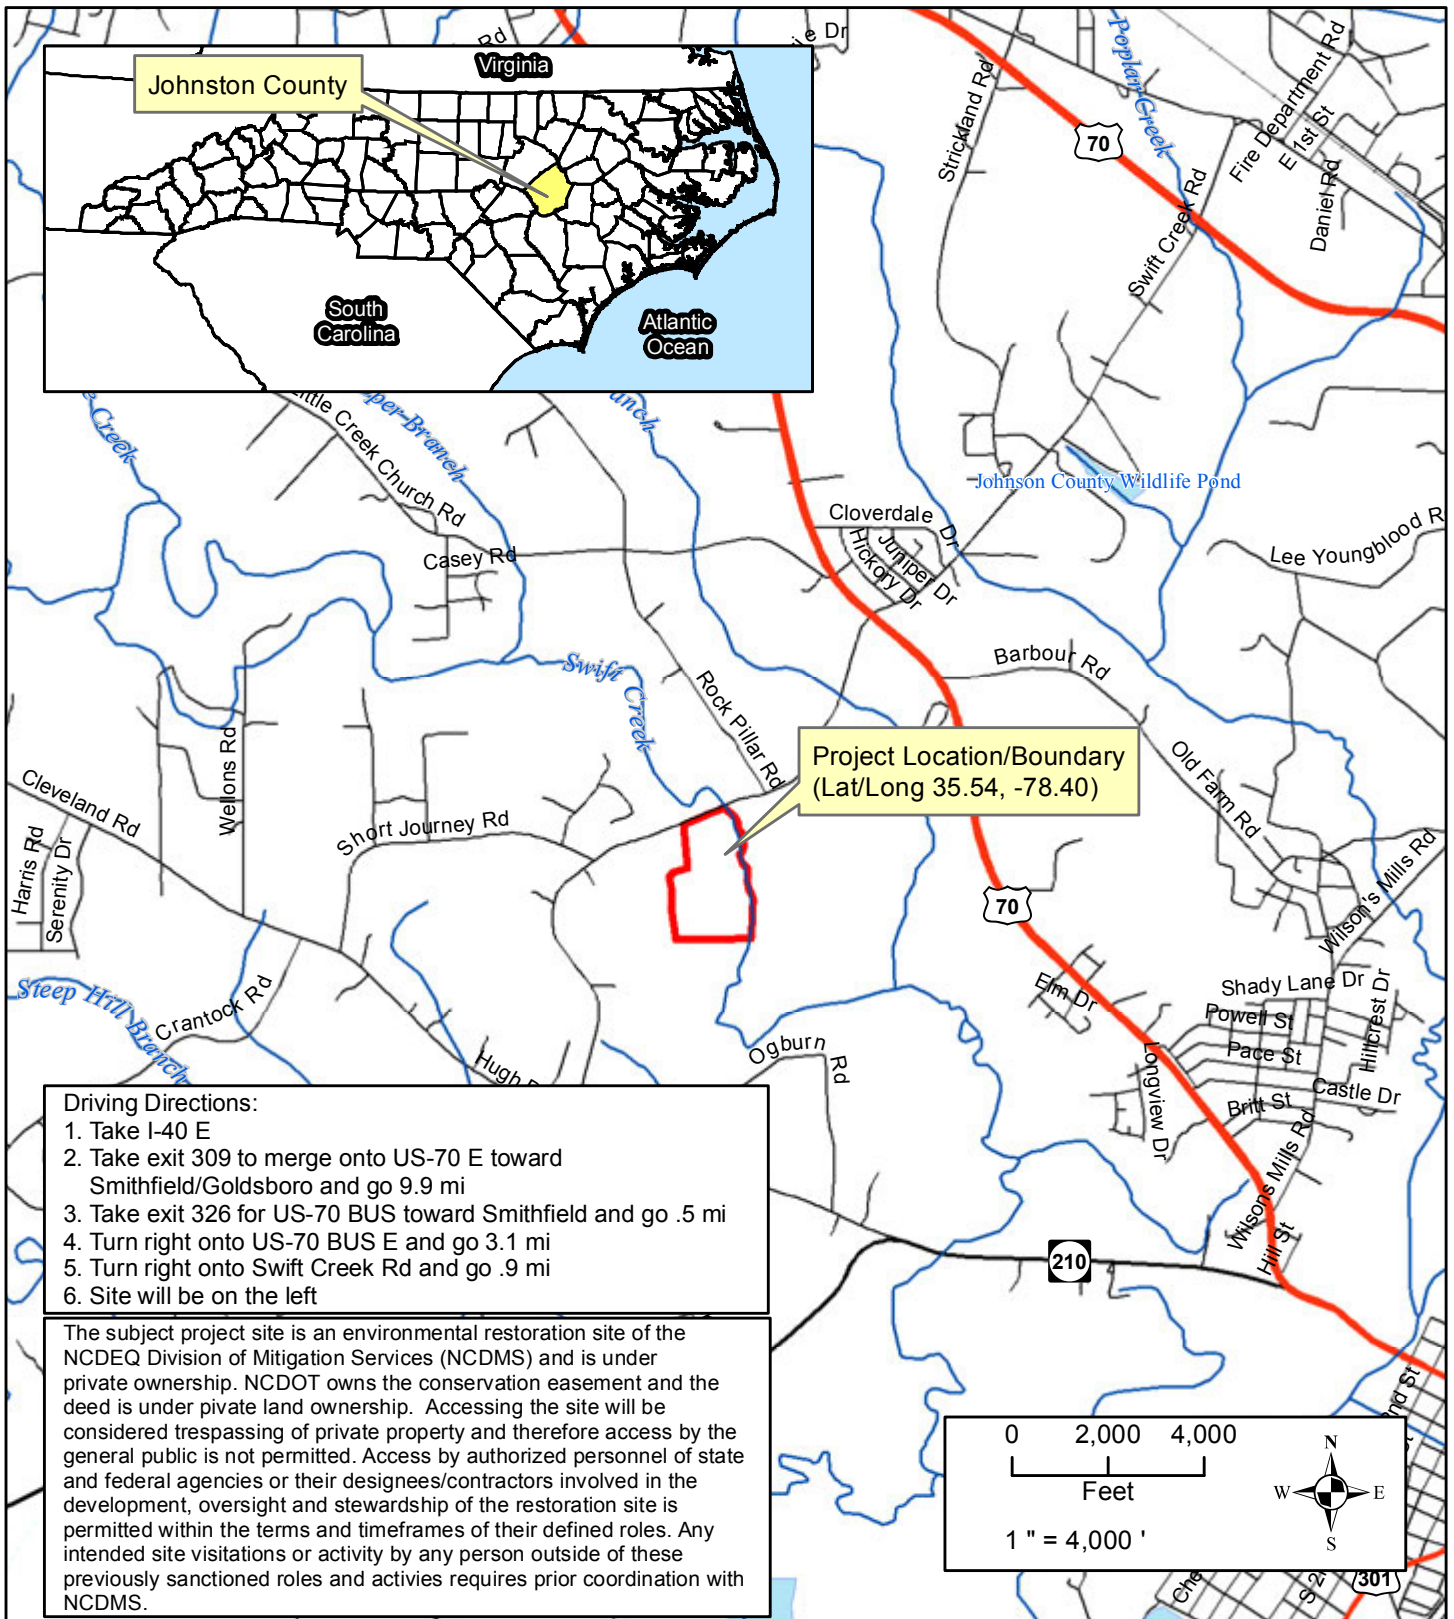 Rd
rie Dr
Virginia
Johnston County
South
Carolina
Atlantic
Ocean
Poplar Creek
Strickland Rd
70
Fire Department Rd
E 1st St
Daniel Rd
Swift Creek Rd
e Creek
ttle Creek Church Rd
per Branch
anch
Johnson County Wildlife Pond
Cloverdale Dr
Juniper Dr
Hickory Dr
Casey Rd
Lee Youngblood R
Swift Creek
Barbour Rd
Rock Pillar Rd
Project Location/Boundary
(Lat/Long 35.54, -78.40)
Old Farm Rd
Wellons Rd
Cleveland Rd
Short Journey Rd
Harris Rd
Serenity Dr
70
Wilson's Mills Rd
Steep Hill Branch
Crantock Rd
Elm Dr
Shady Lane Dr
Powell St
Hillcrest Dr
Pace St
Ogburn Rd
Hugh
Longview Dr
Castle Dr
Britt St
Wilsons Mills Rd
Hill St
210
Driving Directions:
1. Take I-40 E
2. Take exit 309 to merge onto US-70 E toward
Smithfield/Goldsboro and go 9.9 mi
3. Take exit 326 for US-70 BUS toward Smithfield and go .5 mi
4. Turn right onto US-70 BUS E and go 3.1 mi
5. Turn right onto Swift Creek Rd and go .9 mi
6. Site will be on the left
The subject project site is an environmental restoration site of the
NCDEQ Division of Mitigation Services (NCDMS) and is under
private ownership. NCDOT owns the conservation easement and the
deed is under pivate land ownership.  Accessing the site will be
considered trespassing of private property and therefore access by the
general public is not permitted. Access by authorized personnel of state
and federal agencies or their designees/contractors involved in the
development, oversight and stewardship of the restoration site is
permitted within the terms and timeframes of their defined roles. Any
intended site visitations or activity by any person outside of these
previously sanctioned roles and activies requires prior coordination with
NCDMS.
2nd St
0 2,000 4,000
Feet
1 " = 4,000 '
N
W E
S
Che
S 2
301